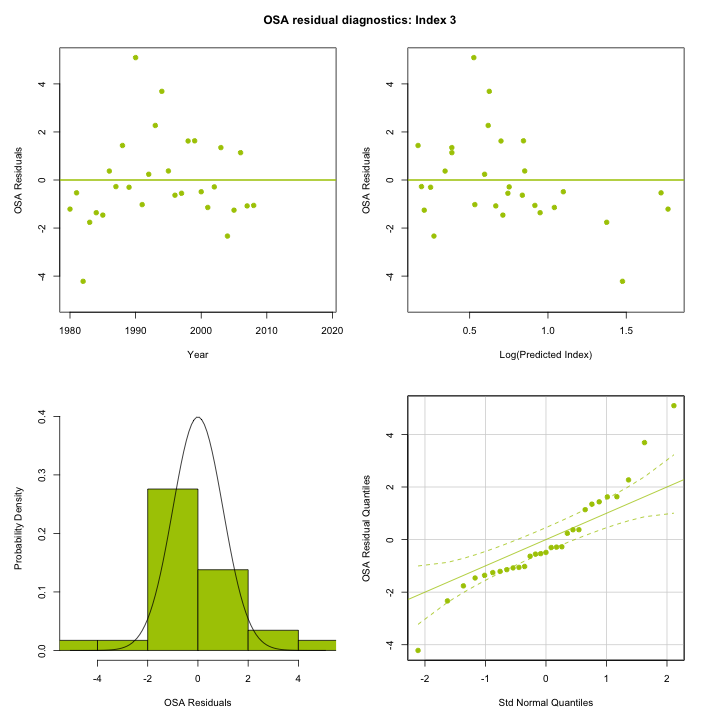 OSA residual diagnostics: Index 3
OSA Residuals
4
2
0
-2
-4
1980 1990 2000 2010 2020
Year
OSA Residuals
4
2
0
-2
-4
0.5 1.0 1.5
Log(Predicted Index)
Probability Density
0.4
0.3
0.2
0.1
0.0
-4 -2 0 2 4
OSA Residuals
OSA Residual Quantiles
4
2
0
-2
-4
-2 -1 0 1 2
Std Normal Quantiles